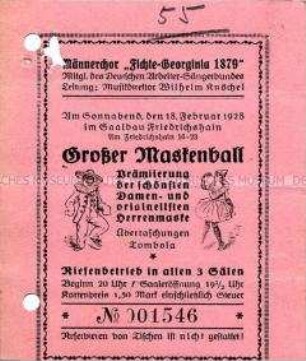 55
Männerchor „Fichte-Georginia 1879“
Mitgl. des Deutschen Arbeiter-Sängerbundes
Leitung: Musikdirektor Wilhelm Knöchel
Am Sonnabend, den 18. Februar 1928
im Saalbau Friedrichshain
Am Friedrichshain 16-23
Großer Maskenball
Prämiierung
der schönsten
Damen- und
originellsten
Herrenmaske
Überraschungen
Tombola
Riesenbetrieb in allen 3 Sälen
Beginn 20 Uhr / Saaleröffnung 19½ Uhr
Kartenpreis 1,50 Mark einschließlich Steuer
№ 001546
Reservieren von Tischen ist nicht gestattet!